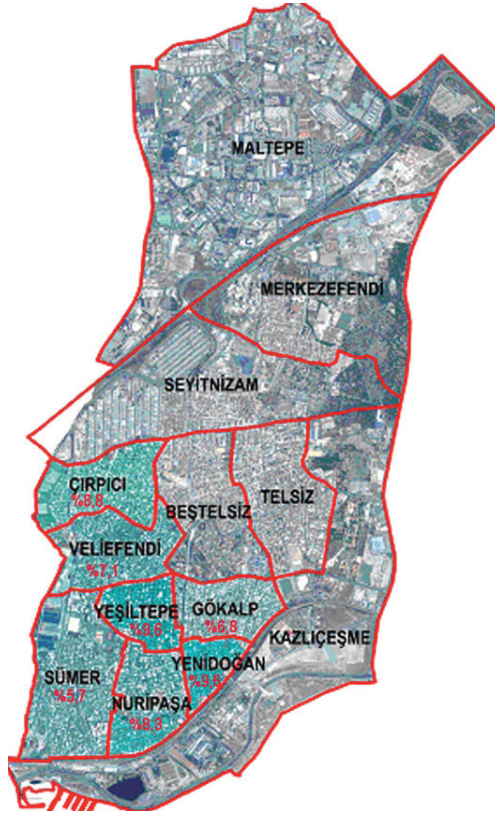 MALTEPE
MERKEZEFENDİ
SEYİTNİZAM
ÇIRPICI
%8,8
BEŞTELSİZ
TELSİZ
VELİEFENDİ
%7,1
YEŞİLTEPE
%9,6
GÖKALP
%6,8
KAZLIÇEŞME
SÜMER
%5,7
NURİPAŞA
%8,3
YENİDOĞAN
%9,6